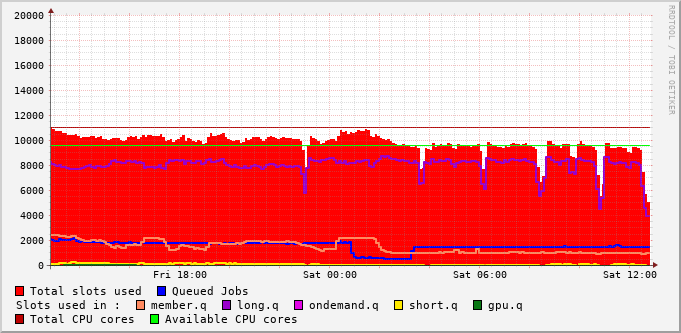 RRDTOOL / TOBI OETIKER
20000
18000
16000
14000
12000
10000
8000
6000
4000
2000
0
Fri 18:00 Sat 00:00 Sat 06:00 Sat 12:00
Total slots used Queued Jobs
Slots used in : member.q long.q ondemand.q short.q gpu.q
Total CPU cores Available CPU cores